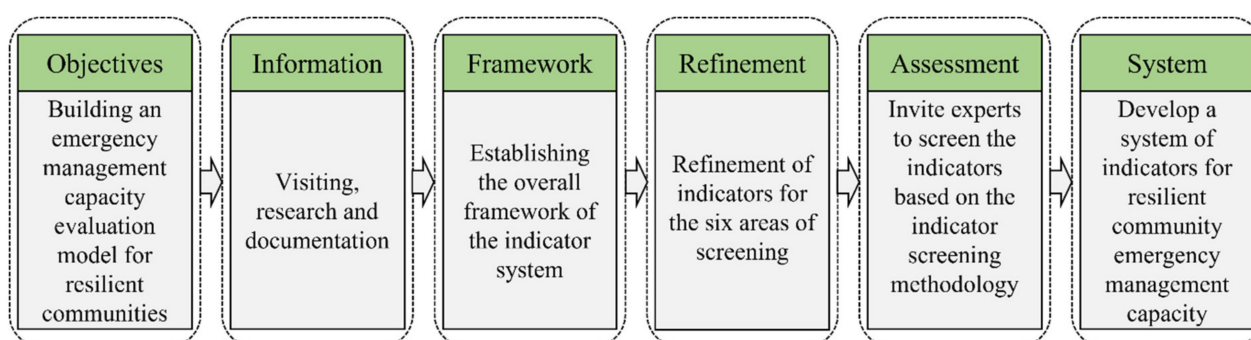 Objectives
Building an
emergency
management
capacity
evaluation
model for
resilient
communities
Information
Visiting,
research and
documentation
Framework
Establishing
the overall
framework of
the indicator
system
Refinement
Refinement of
indicators for
the six areas of
screening
Assessment
Invite experts
to screen the
indicators
based on the
indicator
screening
methodology
System
Develop a
system of
indicators for
resilient
community
emergency
management
capacity